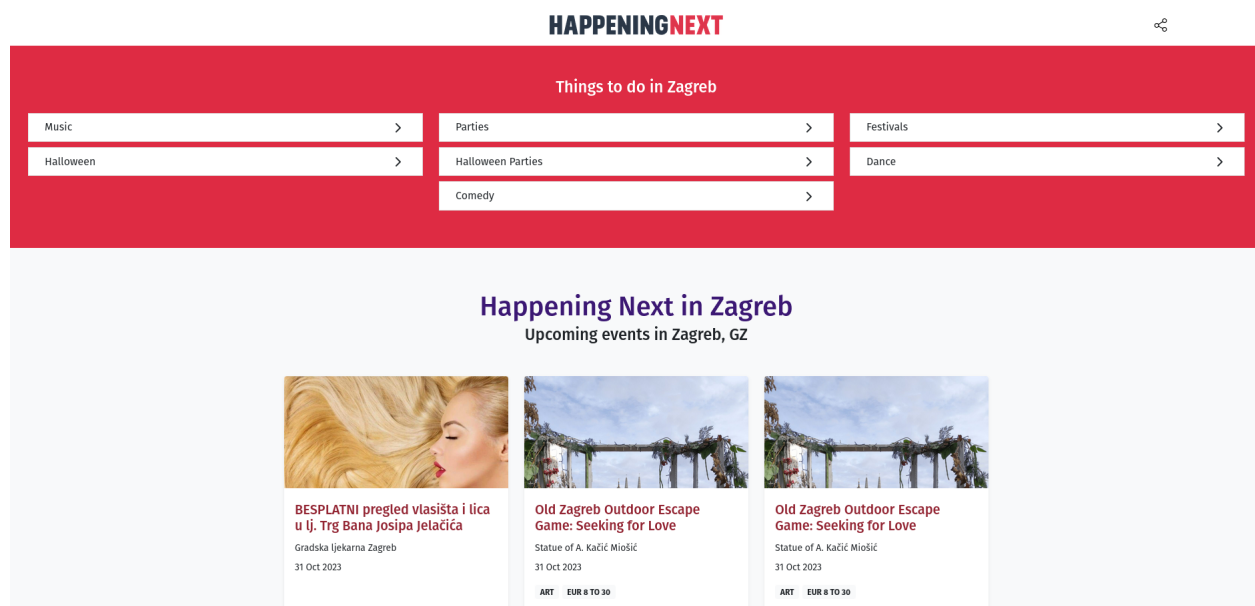 HAPPENINGNEXT
Things to do in Zagreb
Music
Parties
Festivals
Halloween
Halloween Parties
Dance
Comedy
Happening Next in Zagreb
Upcoming events in Zagreb, GZ
BESPLATNI pregled vlasišta i lica
u lj. Trg Bana Josipa Jelačića
Gradska ljekarna Zagreb
31 Oct 2023
Old Zagreb Outdoor Escape
Game: Seeking for Love
Statue of A. Kačić Miošić
31 Oct 2023
ART EUR 8 TO 30
Old Zagreb Outdoor Escape
Game: Seeking for Love
Statue of A. Kačić Miošić
31 Oct 2023
ART EUR 8 TO 30